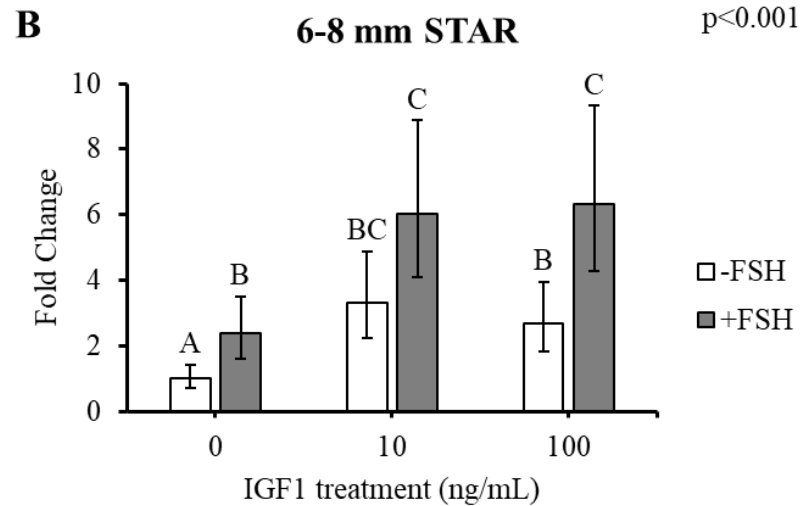 B
6-8 mm STAR
p<0.001
10
8
6
4
2
0
Fold Change
A
B
BC
C
B
C
-FSH
+FSH
0
10
100
IGF1 treatment (ng/mL)